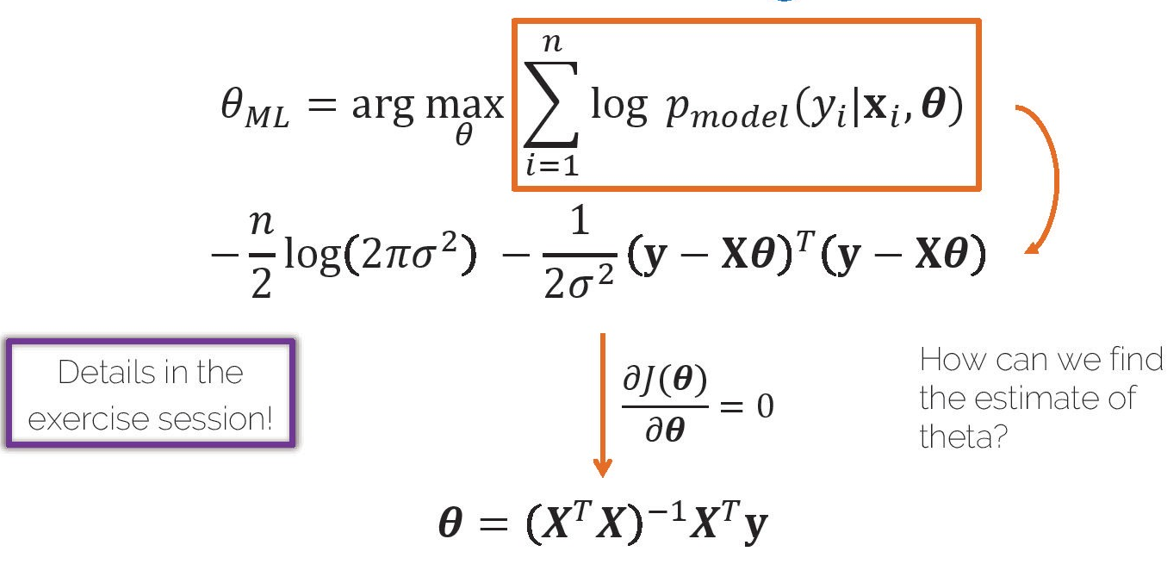 θ_ML = arg max_θ ∑_{i=1}^{n} log p_model(y_i|𝐱_i, 𝜽)
−n/2 log(2πσ²) − 1/(2σ²) (𝐲 − 𝐗𝜽)^T (𝐲 − 𝐗𝜽)
Details in the
exercise session!
∂J(𝜽)/∂𝜽 = 0
How can we find
the estimate of
theta?
𝜽 = (𝑿^T 𝑿)^−1 𝑿^T 𝐲